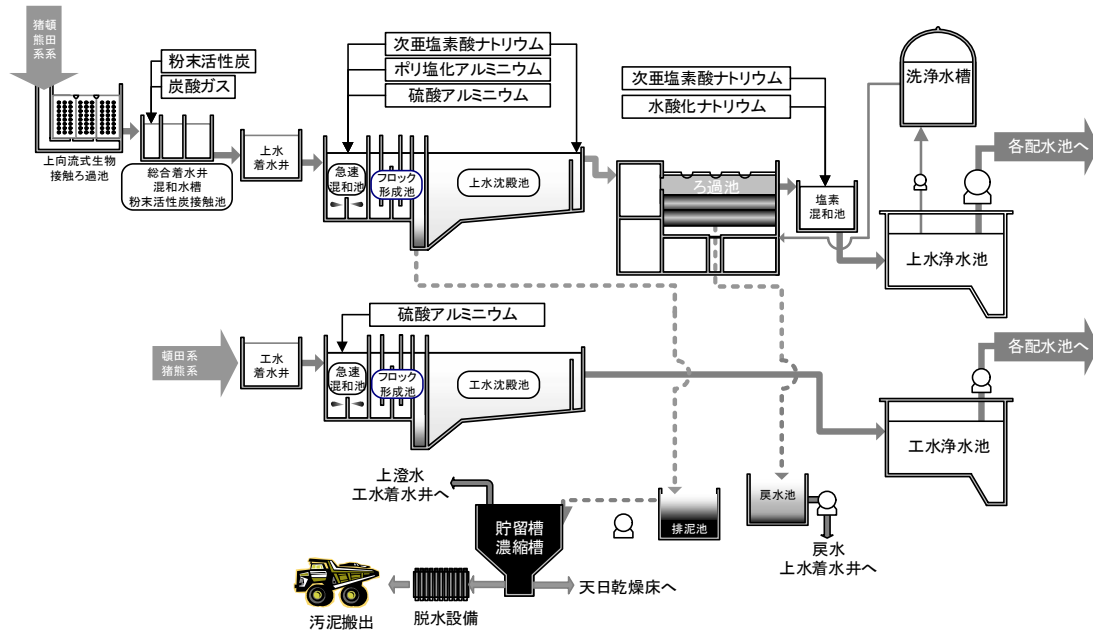 頓田系
猪熊系
粉末活性炭
炭酸ガス
上向流式生物
接触ろ過池
総合着水井
混和水槽
粉末活性炭接触池
上水
着水井
次亜塩素酸ナトリウム
ポリ塩化アルミニウム
硫酸アルミニウム
急速
混和池
フロック
形成池
上水沈殿池
次亜塩素酸ナトリウム
水酸化ナトリウム
ろ過池
塩素
混和池
洗浄水槽
各配水池へ
上水浄水池
頓田系
猪熊系
工水
着水井
硫酸アルミニウム
急速
混和池
フロック
形成池
工水沈殿池
各配水池へ
工水浄水池
上澄水
工水着水井へ
貯留槽
濃縮槽
排泥池
戻水池
戻水
上水着水井へ
天日乾燥床へ
脱水設備
汚泥搬出